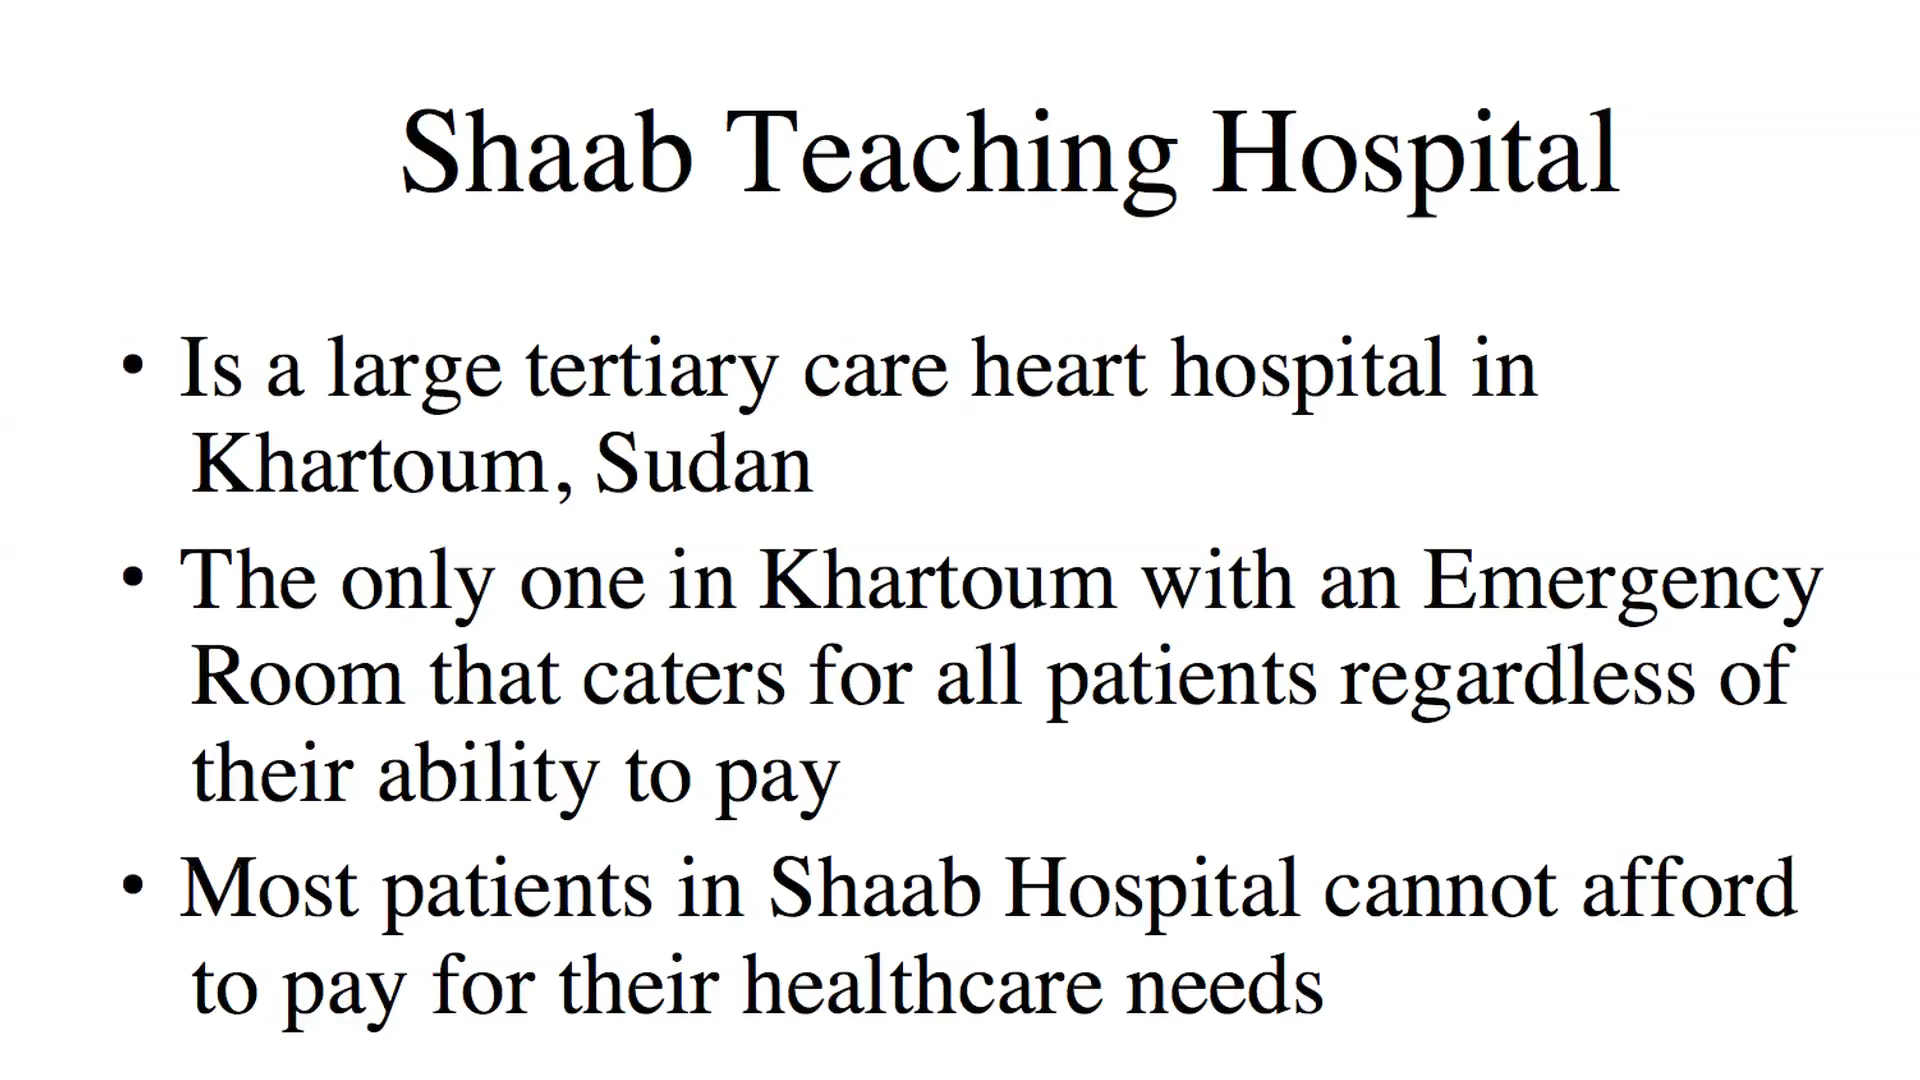 Shaab Teaching Hospital
• Is a large tertiary care heart hospital in
Khartoum, Sudan
• The only one in Khartoum with an Emergency
Room that caters for all patients regardless of
their ability to pay
• Most patients in Shaab Hospital cannot afford
to pay for their healthcare needs